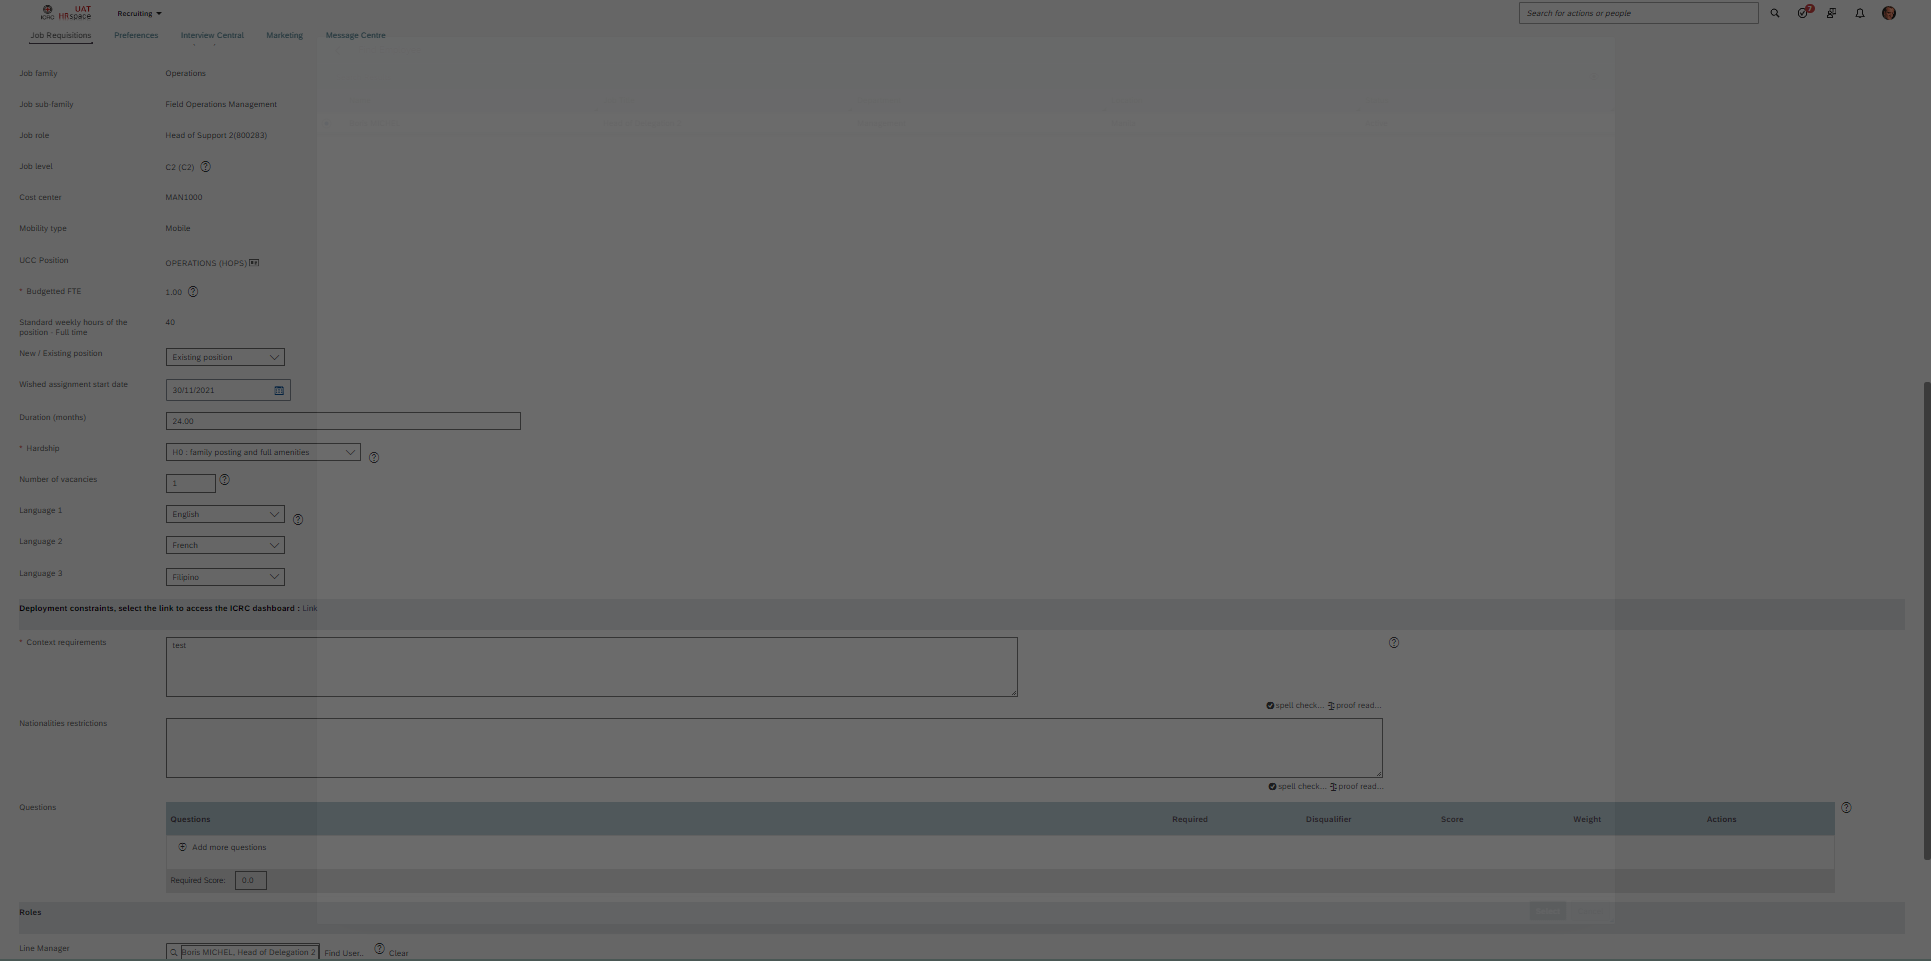 UAT
ICRC HRspace
Recruiting
Search for actions or people
7
Job Requisitions
Preferences
Interview Central
Marketing
Message Centre
Job family
Operations
Job sub-family
Field Operations Management
Job role
Head of Support 2(800283)
Job level
C2 (C2)
Cost center
MAN1000
Mobility type
Mobile
UCC Position
OPERATIONS (HOPS)
* Budgetted FTE
1.00
Standard weekly hours of the
position - Full time
40
New / Existing position
Existing position
Wished assignment start date
30/11/2021
Duration (months)
24.00
* Hardship
H0 : family posting and full amenities
Number of vacancies
1
Language 1
English
Language 2
French
Language 3
Filipino
Deployment constraints, select the link to access the ICRC dashboard : Link
* Context requirements
test
spell check... proof read...
Nationalities restrictions
spell check... proof read...
Questions
Questions
Required
Disqualifier
Score
Weight
Actions
Add more questions
Required Score: 0.0
Roles
Line Manager
Boris MICHEL, Head of Delegation 2
Find User..
Clear